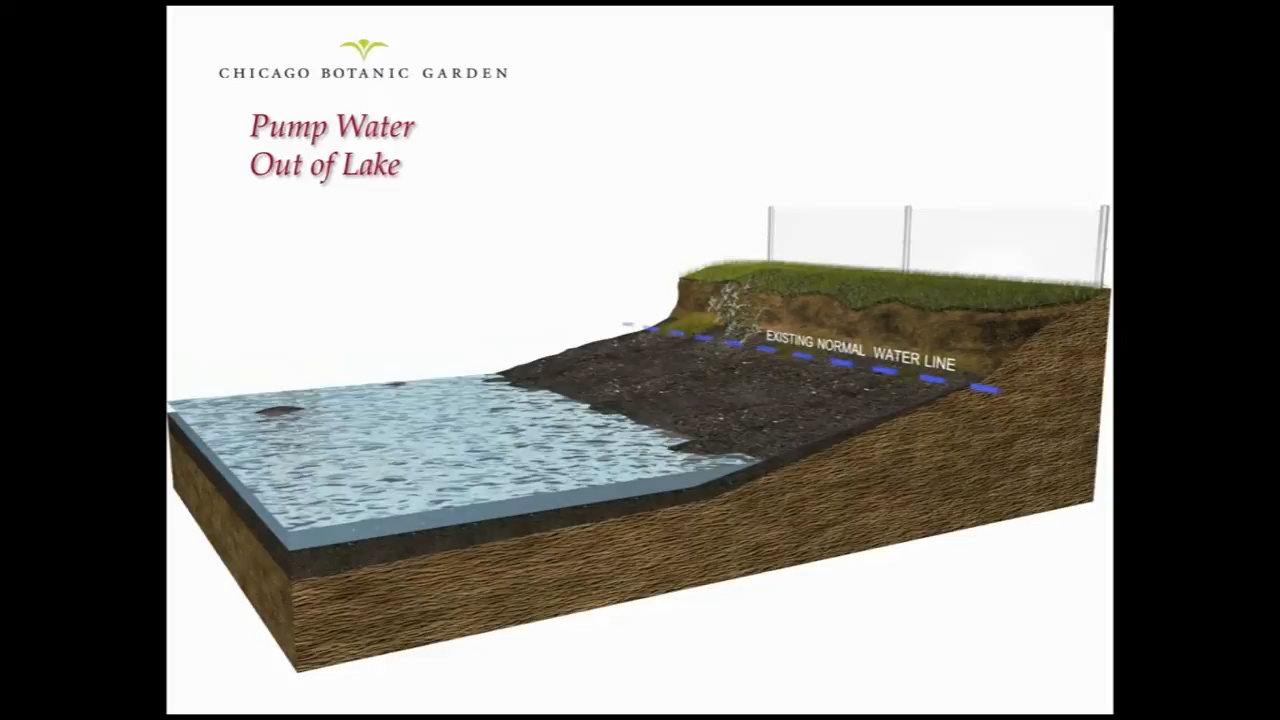 CHICAGO BOTANIC GARDEN
Pump Water
Out of Lake
EXISTING NORMAL WATER LINE